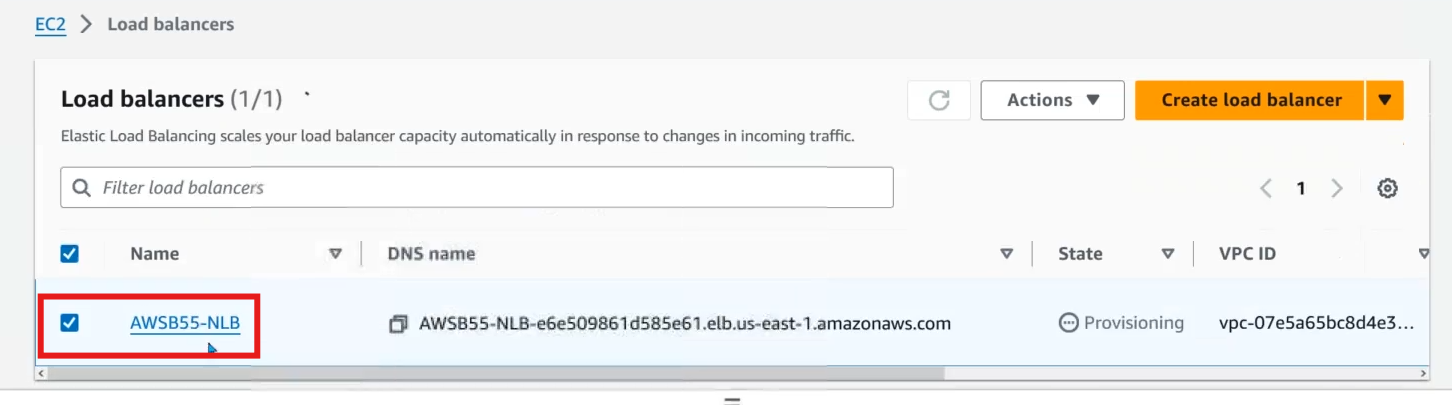 EC2 > Load balancers
Load balancers (1/1)
Actions
Create load balancer
Elastic Load Balancing scales your load balancer capacity automatically in response to changes in incoming traffic.
Filter load balancers
1
Name DNS name State VPC ID
AWSB55-NLB AWSB55-NLB-e6e509861d585e61.elb.us-east-1.amazonaws.com Provisioning vpc-07e5a65bc8d4e3...